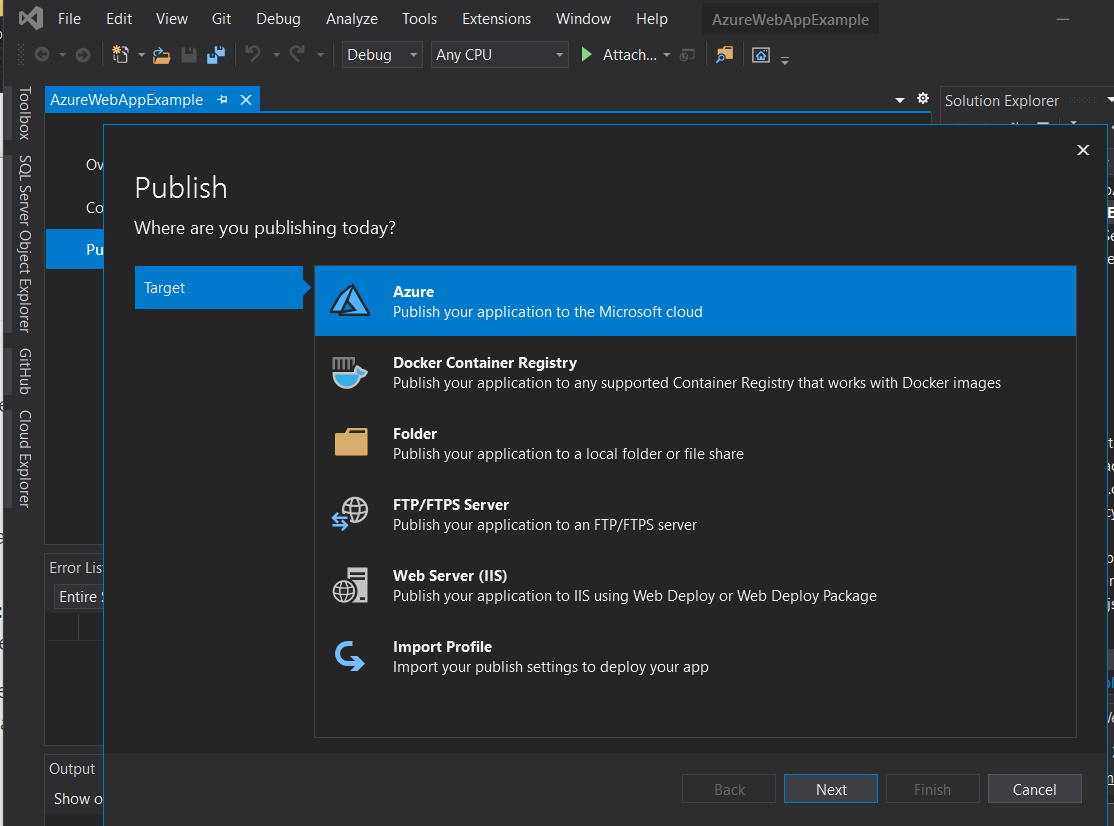 File Edit View Git Debug Analyze Tools Extensions Window Help AzureWebAppExample
Debug Any CPU Attach...
AzureWebAppExample
Solution Explorer
Toolbox
SQL Server Object Explorer
GitHub
Cloud Explorer
Ov
Co
Pu
Publish
Where are you publishing today?
Target
Azure
Publish your application to the Microsoft cloud
Docker Container Registry
Publish your application to any supported Container Registry that works with Docker images
Folder
Publish your application to a local folder or file share
FTP/FTPS Server
Publish your application to an FTP/FTPS server
Web Server (IIS)
Publish your application to IIS using Web Deploy or Web Deploy Package
Import Profile
Import your publish settings to deploy your app
Error Lis
Entire
Output
Show o
Back Next Finish Cancel